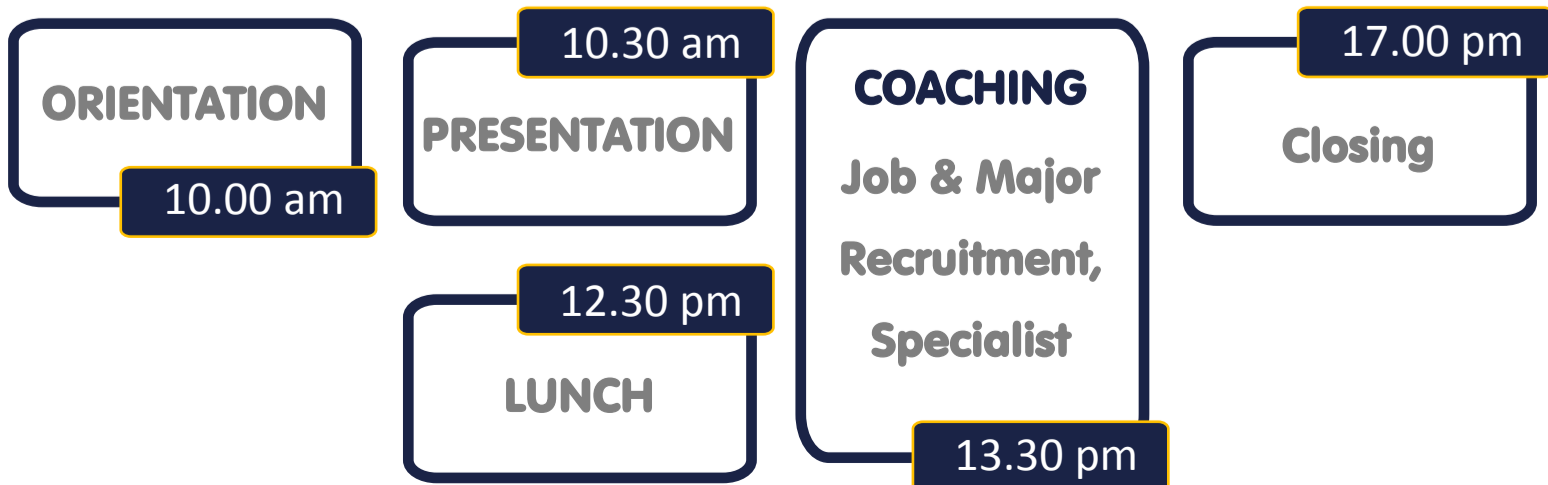 ORIENTATION
10.00 am
10.30 am
PRESENTATION
12.30 pm
LUNCH
COACHING
Job & Major
Recruitment,
Specialist
13.30 pm
17.00 pm
Closing